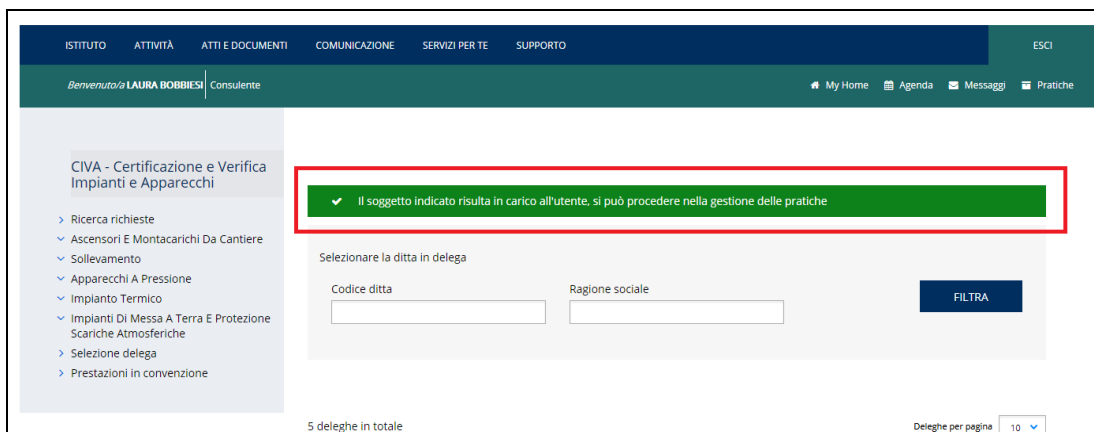 ISTITUTO ATTIVITÀ ATTI E DOCUMENTI COMUNICAZIONE SERVIZI PER TE SUPPORTO ESCI
Benvenuto/a LAURA BOBBIESI Consulente My Home Agenda Messaggi Pratiche
CIVA - Certificazione e Verifica
Impianti e Apparecchi
Ricerca richieste
Ascensori E Montacarichi Da Cantiere
Sollevamento
Apparecchi A Pressione
Impianto Termico
Impianti Di Messa A Terra E Protezione
Scariche Atmosferiche
Selezione delega
Prestazioni in convenzione
Il soggetto indicato risulta in carico all'utente, si può procedere nella gestione delle pratiche
Selezionare la ditta in delega
Codice ditta Ragione sociale
FILTRA
5 deleghe in totale Deleghe per pagina 10